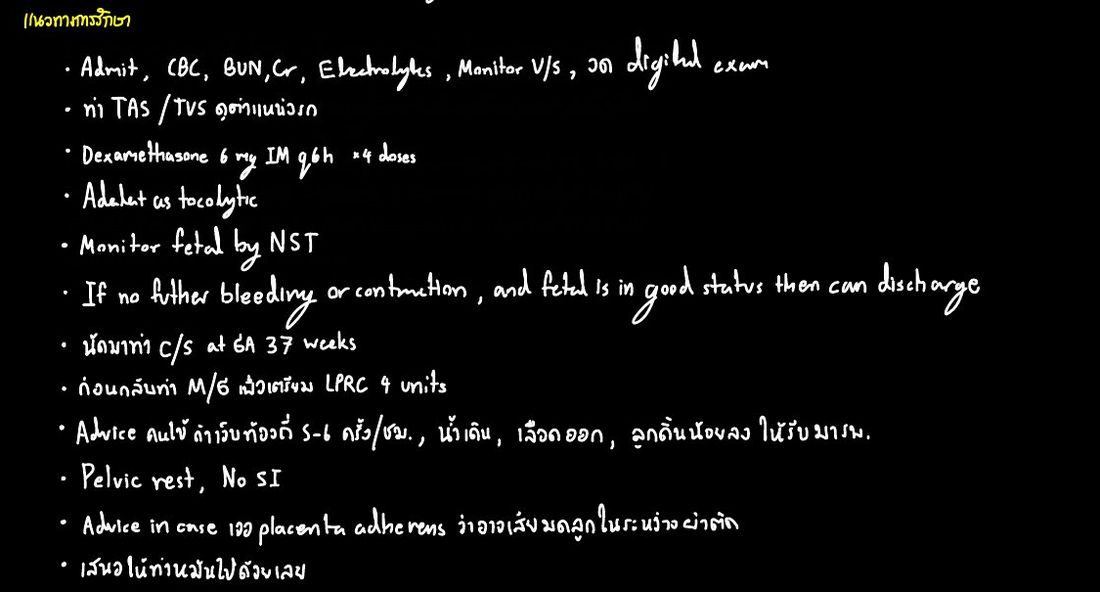 แนวทางการรักษา
• Admit, CBC, BUN, Cr, Electrolytes, Monitor V/S, งด digital exam
• ทำ TAS/TVS ดูตำแหน่งรก
• Dexamethasone 6 mg IM q6h *4 doses
• Adalat as tocolytic
• Monitor fetal by NST
• If no futher bleeding or contraction, and fetal is in good status then can discharge
• นัดมาทำ C/S at GA 37 weeks
• ก่อนกลับทำ M/G เพื่อเตรียม LPRC 4 units
• Advice คนไข้ ถ้าเจ็บท้องถี่ 5-6 ครั้ง/ชม., น้ำเดิน, เลือดออก, ลูกดิ้นน้อยลง ให้รีบมารพ.
• Pelvic rest, No SI
• Advice in case เจอ placenta adherens ว่าอาจเสียมดลูกในระหว่างผ่าตัด
• เสนอให้ทำหมันไปด้วยเลย